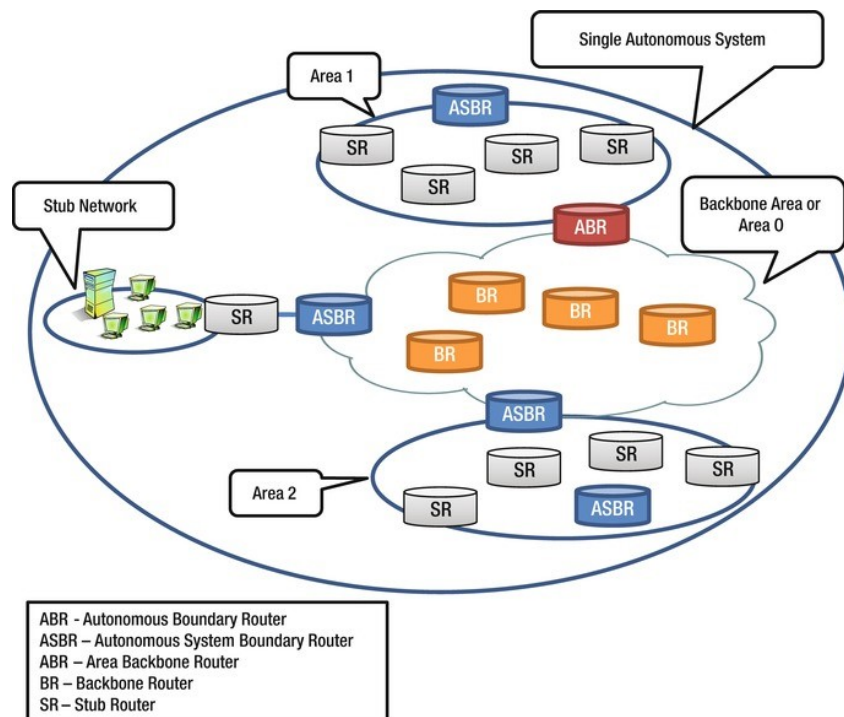 Single Autonomous System
Area 1
ASBR
SR
SR
SR
SR
Stub Network
ABR
Backbone Area or
Area 0
BR
BR
BR
BR
SR
ASBR
ASBR
SR
SR
SR
SR
Area 2
ASBR
ABR - Autonomous Boundary Router
ASBR – Autonomous System Boundary Router
ABR – Area Backbone Router
BR – Backbone Router
SR – Stub Router